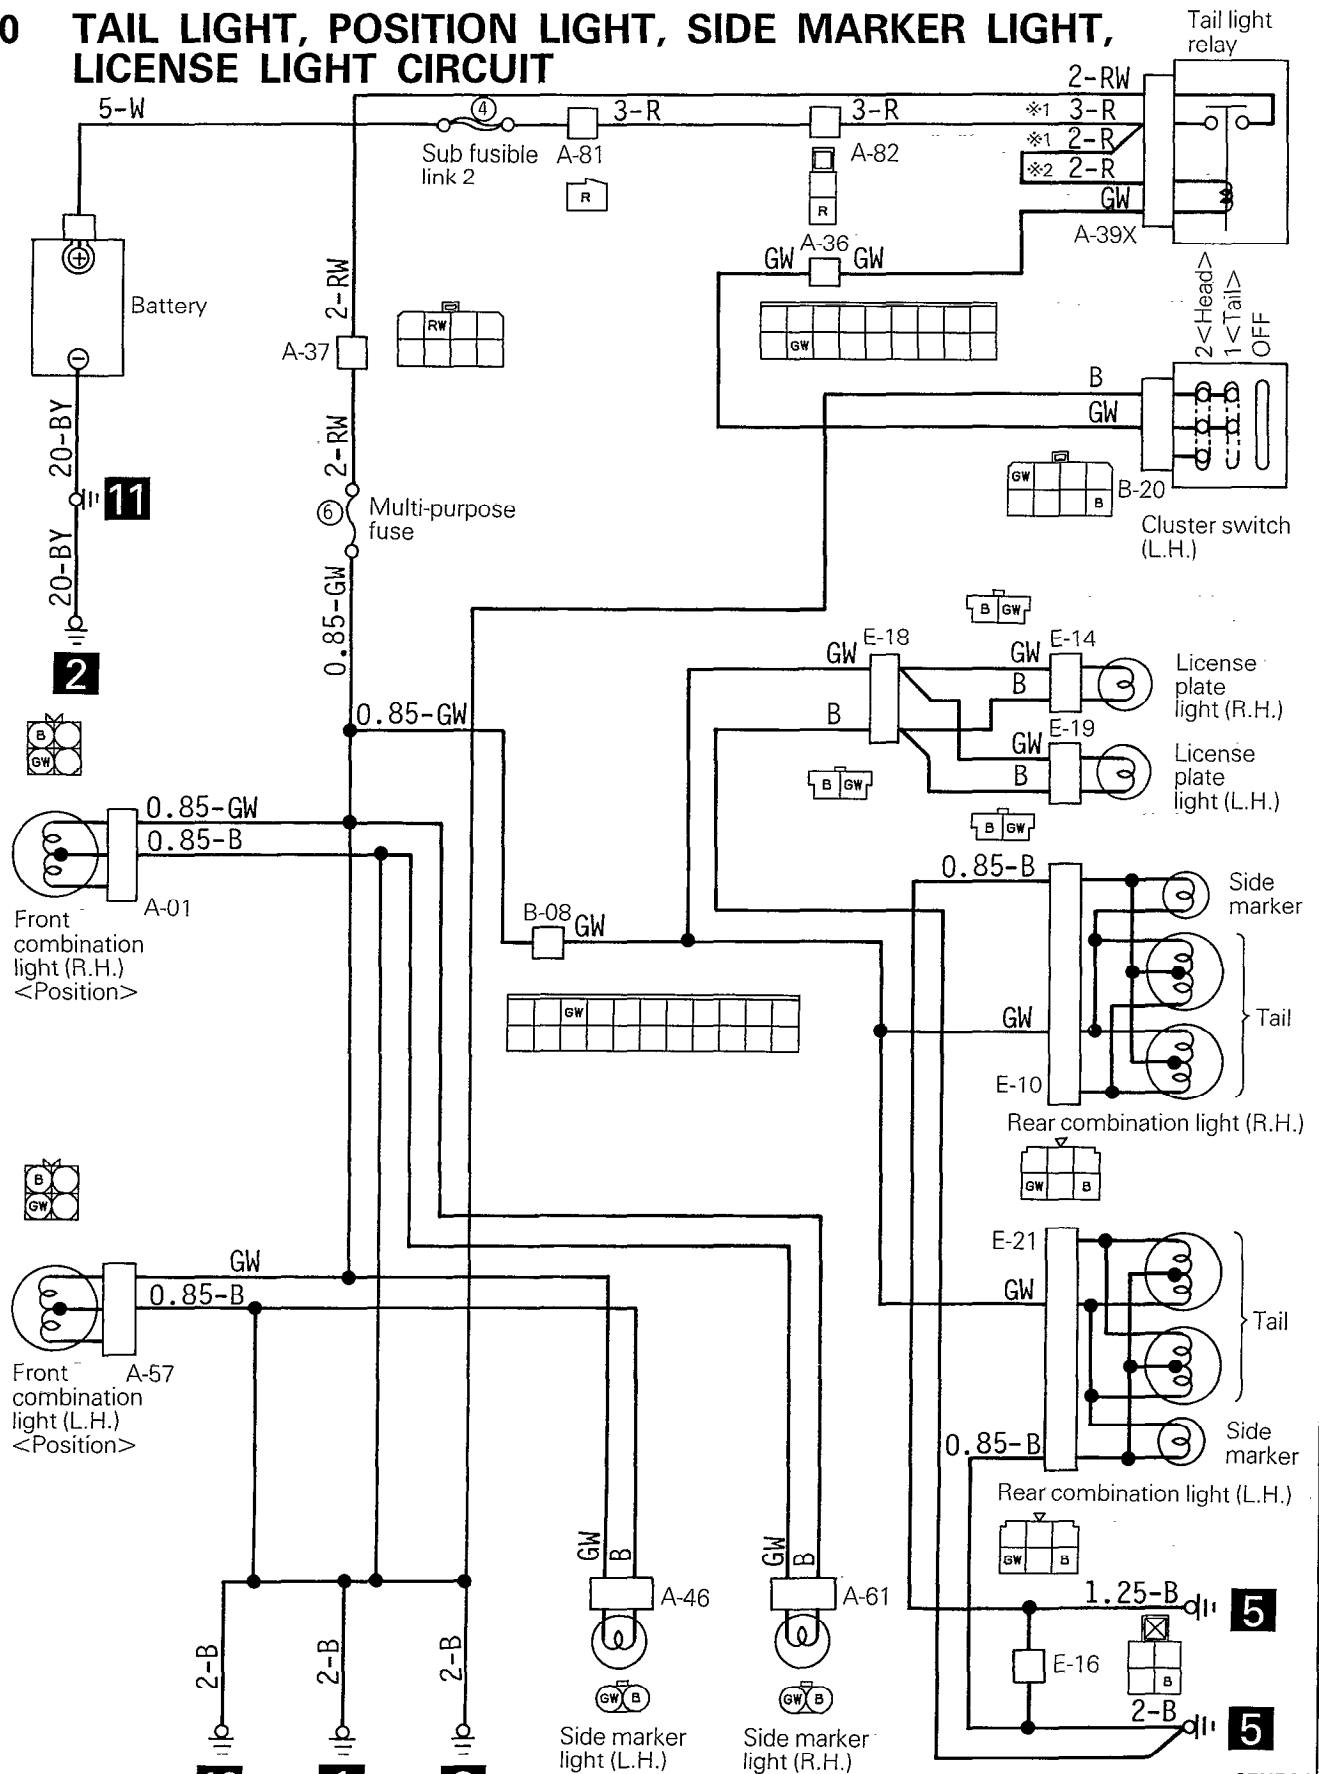 0 TAIL LIGHT, POSITION LIGHT, SIDE MARKER LIGHT,
LICENSE LIGHT CIRCUIT
Tail light
relay
5-W
④
3-R
3-R
2-RW
※1 3-R
※1 2-R
※2 2-R
GW
Sub fusible
link 2
A-81
A-82
R
R
A-39X
A-36
GW
GW
2-RW
Battery
RW
GW
A-37
2<Head>
1<Tail>
OFF
B
GW
20-BY
2-RW
11
⑥
Multi-purpose
fuse
GW
B
B-20
Cluster switch
(L.H.)
20-BY
2
0.85-GW
B GW
E-18
E-14
GW
GW
B
License
plate
light (R.H.)
B
0.85-GW
E-19
GW
B
License
plate
light (L.H.)
B
GW
B GW
B GW
0.85-GW
0.85-B
A-01
Front
combination
light (R.H.)
<Position>
0.85-B
Side
marker
B-08
GW
GW
GW
Tail
E-10
Rear combination light (R.H.)
GW B
B
GW
E-21
GW
Tail
GW
0.85-B
A-57
Front
combination
light (L.H.)
<Position>
0.85-B
Side
marker
Rear combination light (L.H.)
GW B
GW
B
A-46
GW
B
A-61
1.25-B
5
E-16
B
2-B
5
2-B
2-B
2-B
GW B
GW B
Side marker
light (L.H.)
Side marker
light (R.H.)